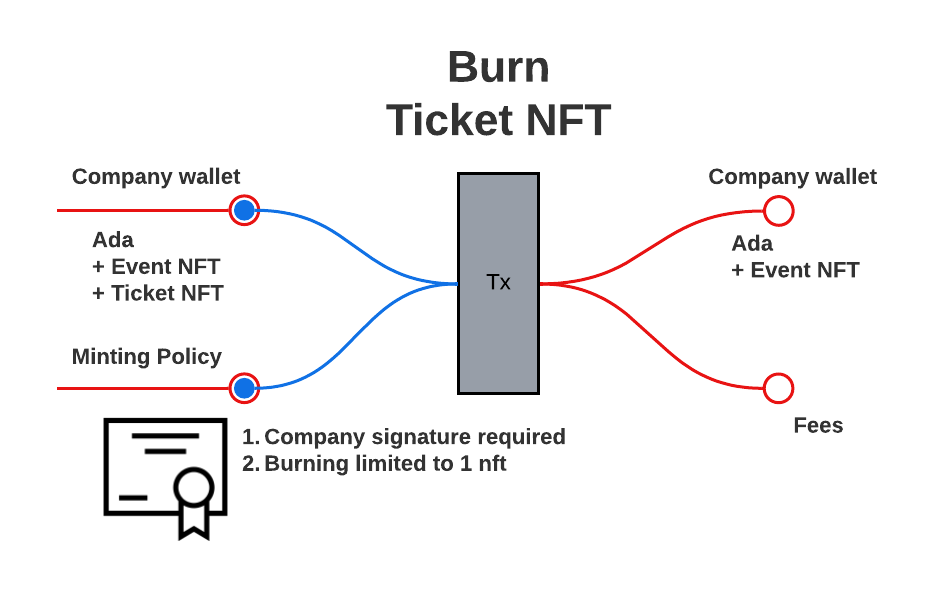 Burn
Ticket NFT
Company wallet
Ada
+ Event NFT
+ Ticket NFT
Minting Policy
1. Company signature required
2. Burning limited to 1 nft
Tx
Company wallet
Ada
+ Event NFT
Fees